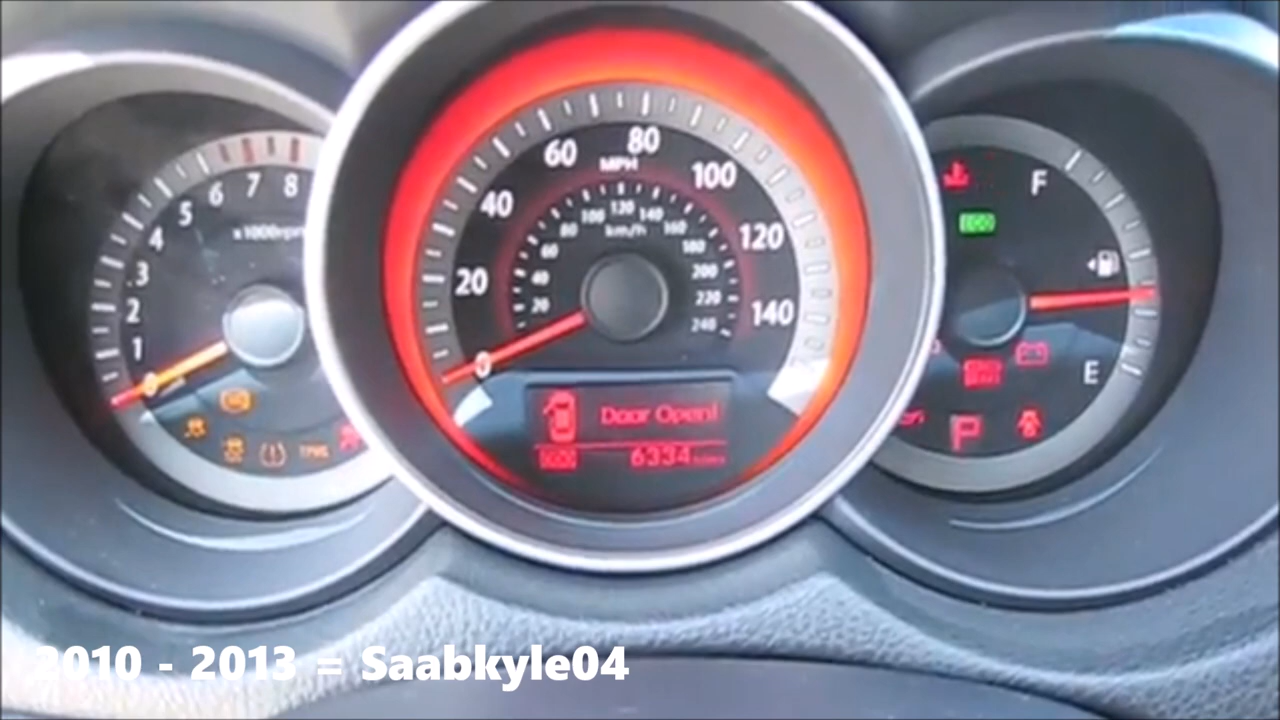 1 2 3 4 5 6 7 8
x1000rpm
0 20 40 60 80 100 120 140
MPH
20 40 60 80 100 120 140 160 180 200 220 240
km/h
Door Open!
6334
TPMS
F
E
P
2010 - 2013 = Saabkyle04